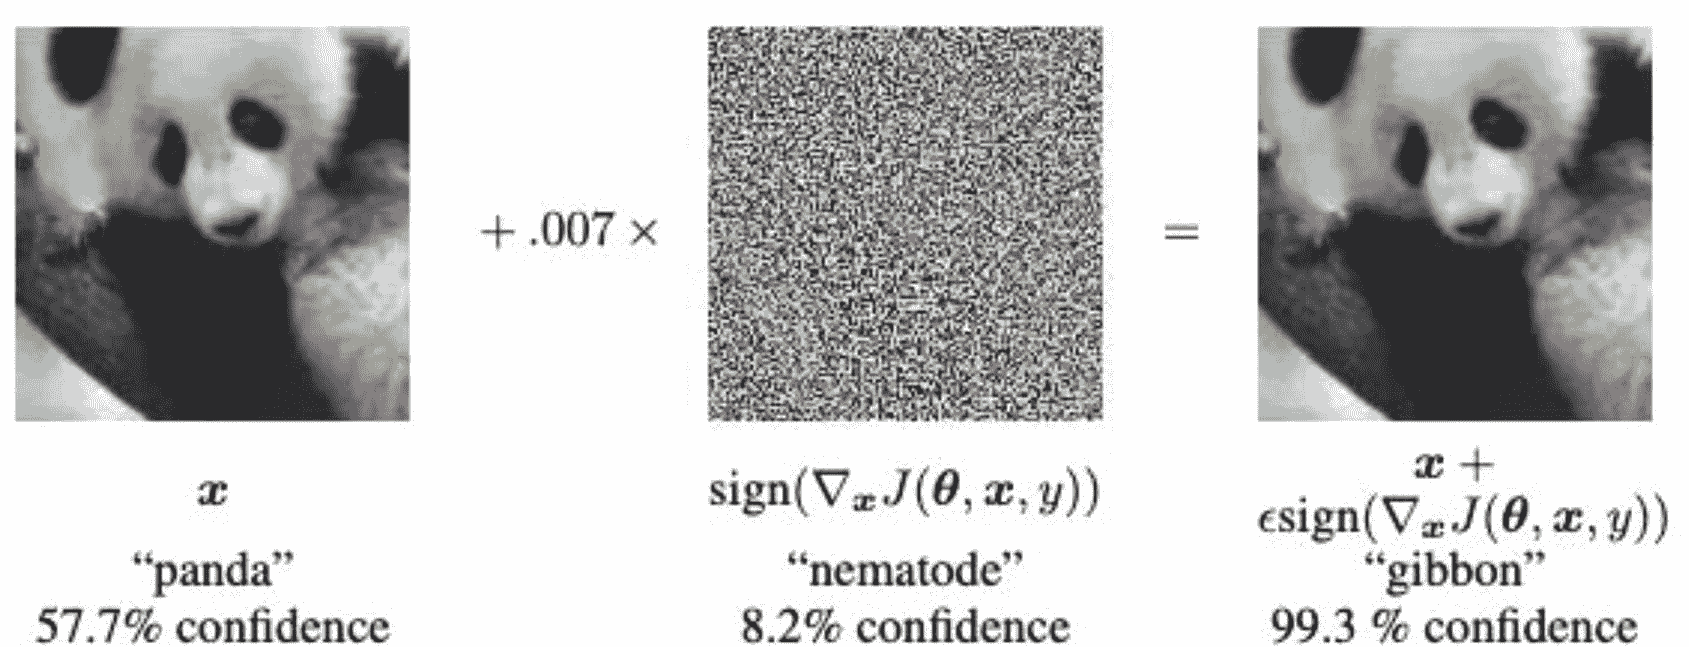 + .007 ×
=
x
“panda”
57.7% confidence
sign(∇ₓJ(θ, x, y))
“nematode”
8.2% confidence
x +
ϵsign(∇ₓJ(θ, x, y))
“gibbon”
99.3 % confidence